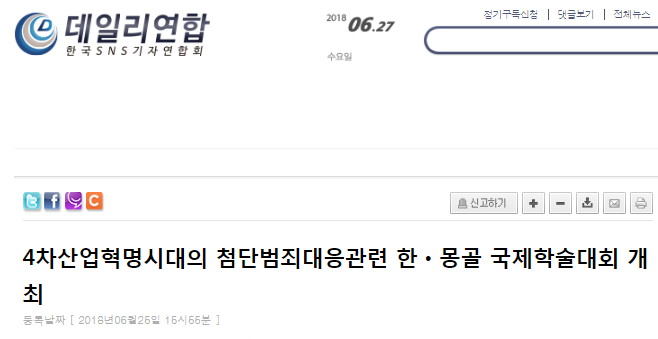 데일리연합
한국SNS기자연합회
2018 06.27
수요일
정기구독신청 | 댓글보기 | 전체뉴스
신고하기
4차산업혁명시대의 첨단범죄대응관련 한·몽골 국제학술대회 개
최
등록날짜 [ 2018년06월26일 16시56분 ]